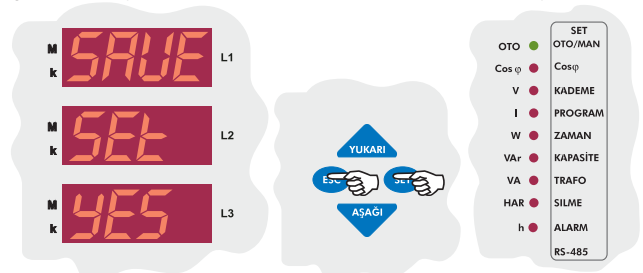 M
k
SAVE
L1
M
k
SEt
L2
M
k
YES
L3
YUKARI
ESC
SET
AŞAĞI
SET
OTO OTO/MAN
Cos φ Cosφ
V KADEME
I PROGRAM
W ZAMAN
VAr KAPASİTE
VA TRAFO
HAR SİLME
h ALARM
RS-485